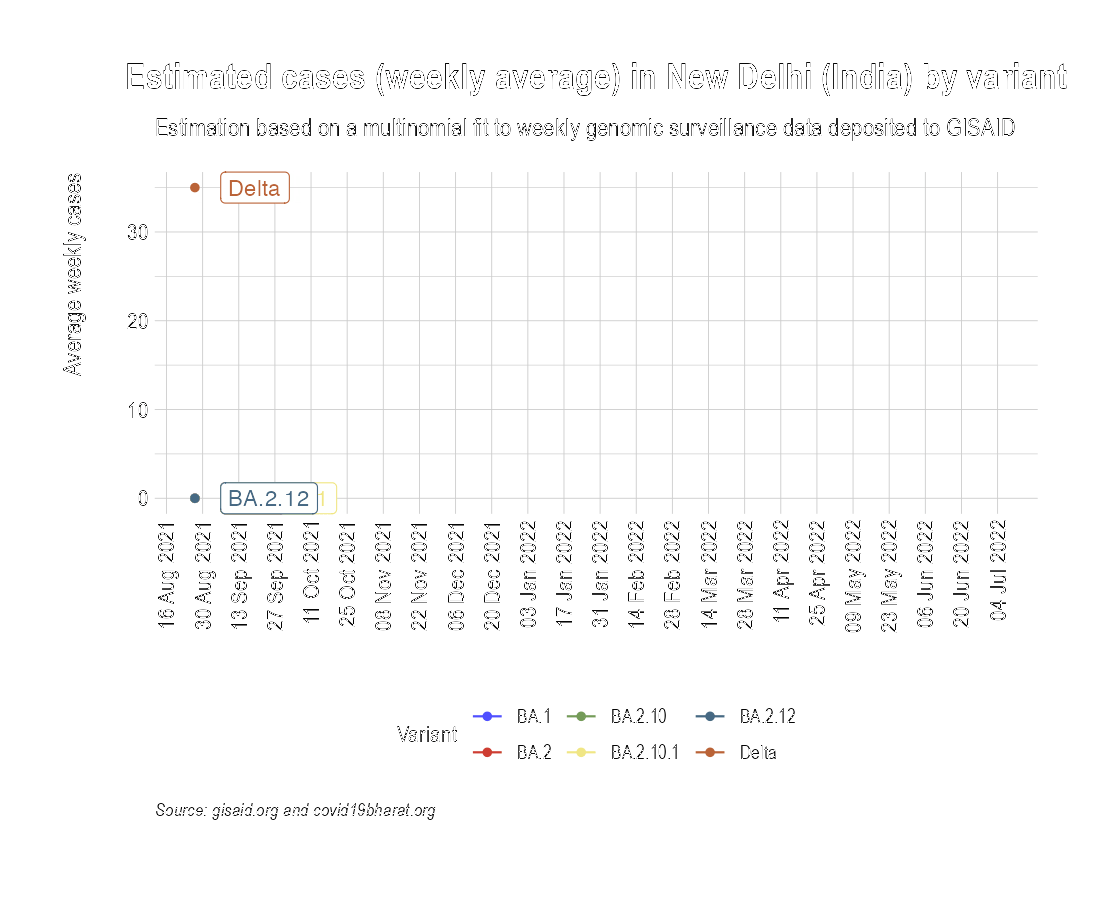 Estimated cases (weekly average) in New Delhi (India) by variant
Estimation based on a multinomial fit to weekly genomic surveillance data deposited to GISAID
Average weekly cases
30
20
10
0
Delta
BA.2.12
1
16 Aug 2021
30 Aug 2021
13 Sep 2021
27 Sep 2021
11 Oct 2021
25 Oct 2021
08 Nov 2021
22 Nov 2021
06 Dec 2021
20 Dec 2021
03 Jan 2022
17 Jan 2022
31 Jan 2022
14 Feb 2022
28 Feb 2022
14 Mar 2022
28 Mar 2022
11 Apr 2022
25 Apr 2022
09 May 2022
23 May 2022
06 Jun 2022
20 Jun 2022
04 Jul 2022
Variant
BA.1
BA.2.10
BA.2.12
BA.2
BA.2.10.1
Delta
Source: gisaid.org and covid19bharat.org